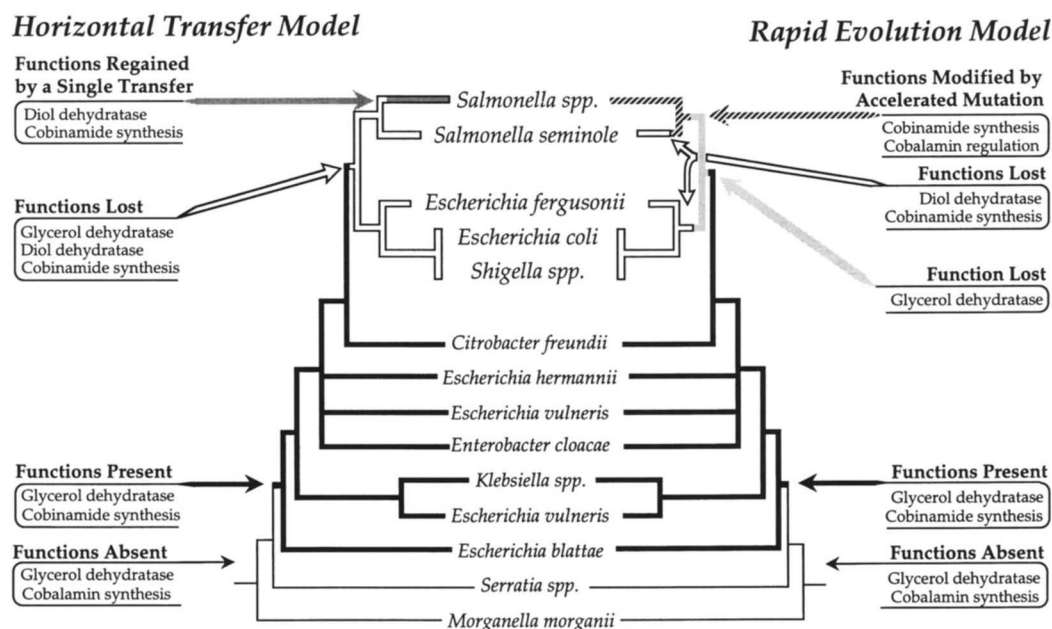 Horizontal Transfer Model
Rapid Evolution Model
Functions Regained
by a Single Transfer
Diol dehydratase
Cobinamide synthesis
Functions Lost
Glycerol dehydratase
Diol dehydratase
Cobinamide synthesis
Functions Present
Glycerol dehydratase
Cobinamide synthesis
Functions Absent
Glycerol dehydratase
Cobalamin synthesis
Salmonella spp.
Salmonella seminole
Escherichia fergusonii
Escherichia coli
Shigella spp.
Citrobacter freundii
Escherichia hermannii
Escherichia vulneris
Enterobacter cloacae
Klebsiella spp.
Escherichia vulneris
Escherichia blattae
Serratia spp.
Morganella morganii
Functions Modified by
Accelerated Mutation
Cobinamide synthesis
Cobalamin regulation
Functions Lost
Diol dehydratase
Cobinamide synthesis
Function Lost
Glycerol dehydratase
Functions Present
Glycerol dehydratase
Cobinamide synthesis
Functions Absent
Glycerol dehydratase
Cobalamin synthesis